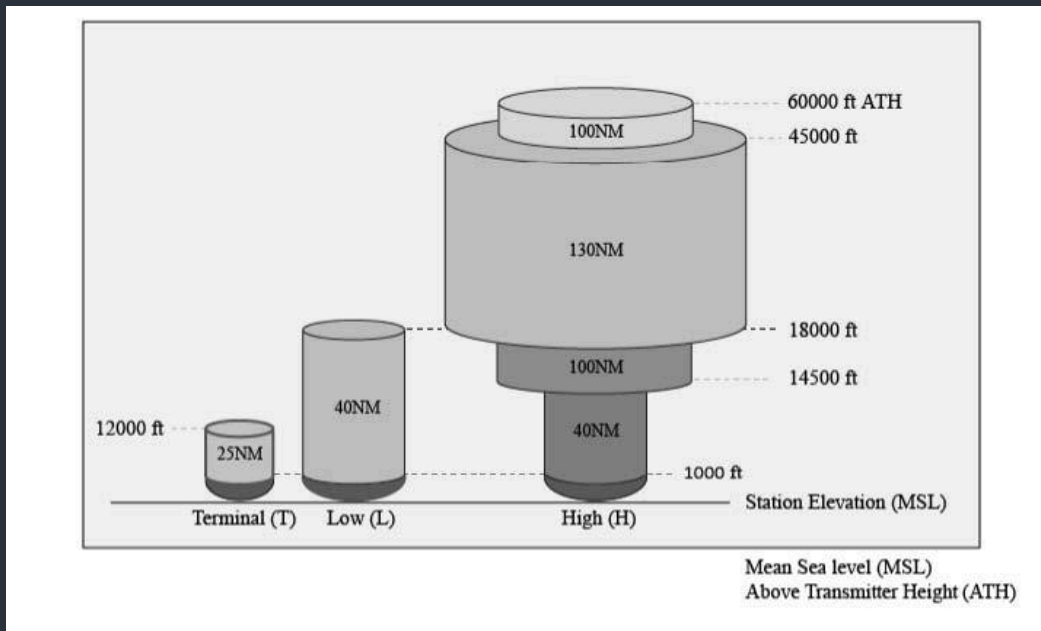 60000 ft ATH
100NM
45000 ft
130NM
18000 ft
100NM
14500 ft
40NM
12000 ft
25NM
40NM
1000 ft
Station Elevation (MSL)
Terminal (T) Low (L) High (H)
Mean Sea level (MSL)
Above Transmitter Height (ATH)